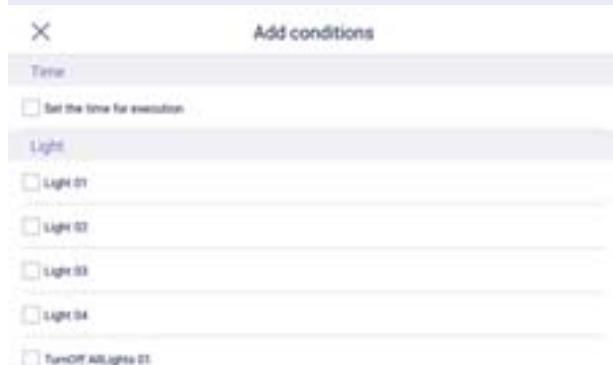 Add conditions
Time
Set the time for execution
Light
Light 01
Light 02
Light 03
Light 04
TurnOff AllLights 01